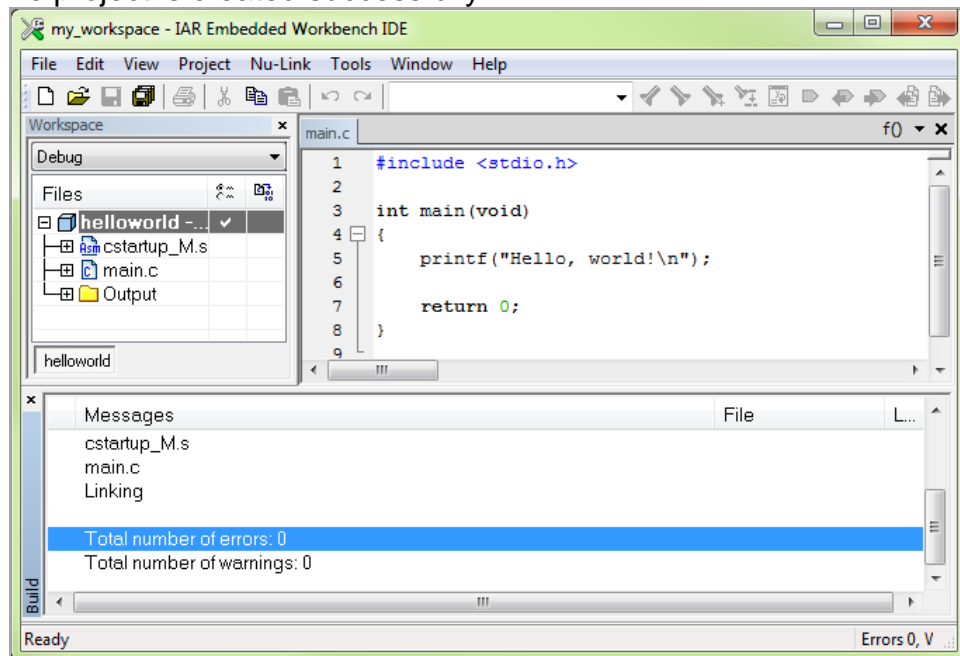 my_workspace - IAR Embedded Workbench IDE
File Edit View Project Nu-Link Tools Window Help
Workspace
main.c
f()
Debug
Files
helloworld -...
cstartup_M.s
main.c
Output
helloworld
1 #include <stdio.h>
2
3 int main(void)
4 {
5 printf("Hello, world!\n");
6
7 return 0;
8 }
9
Messages File L...
cstartup_M.s
main.c
Linking
Total number of errors: 0
Total number of warnings: 0
Build
Ready Errors 0, V